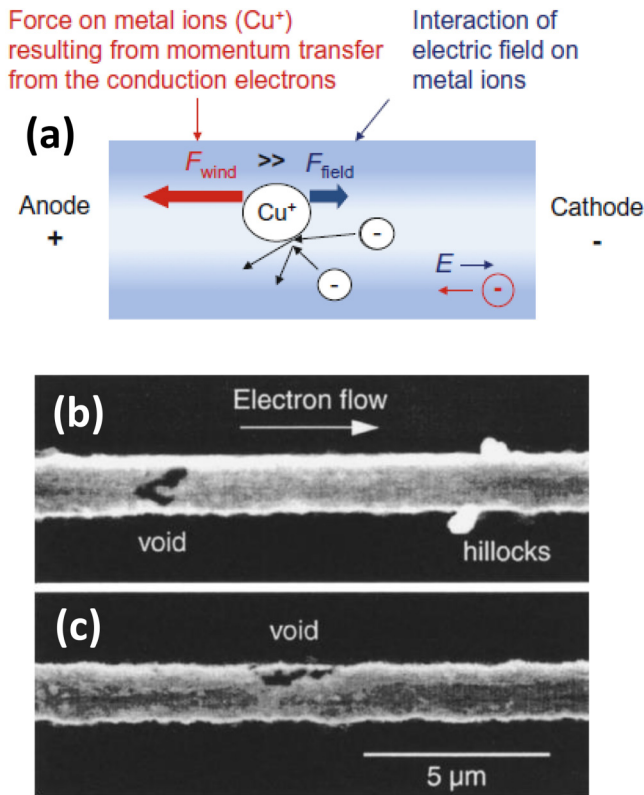 Force on metal ions (Cu⁺)
resulting from momentum transfer
from the conduction electrons
Interaction of
electric field on
metal ions
(a)
F_wind >> F_field
Anode
+
Cu⁺
Cathode
-
-
-
E
-
(b)
Electron flow
void
hillocks
(c)
void
5 μm